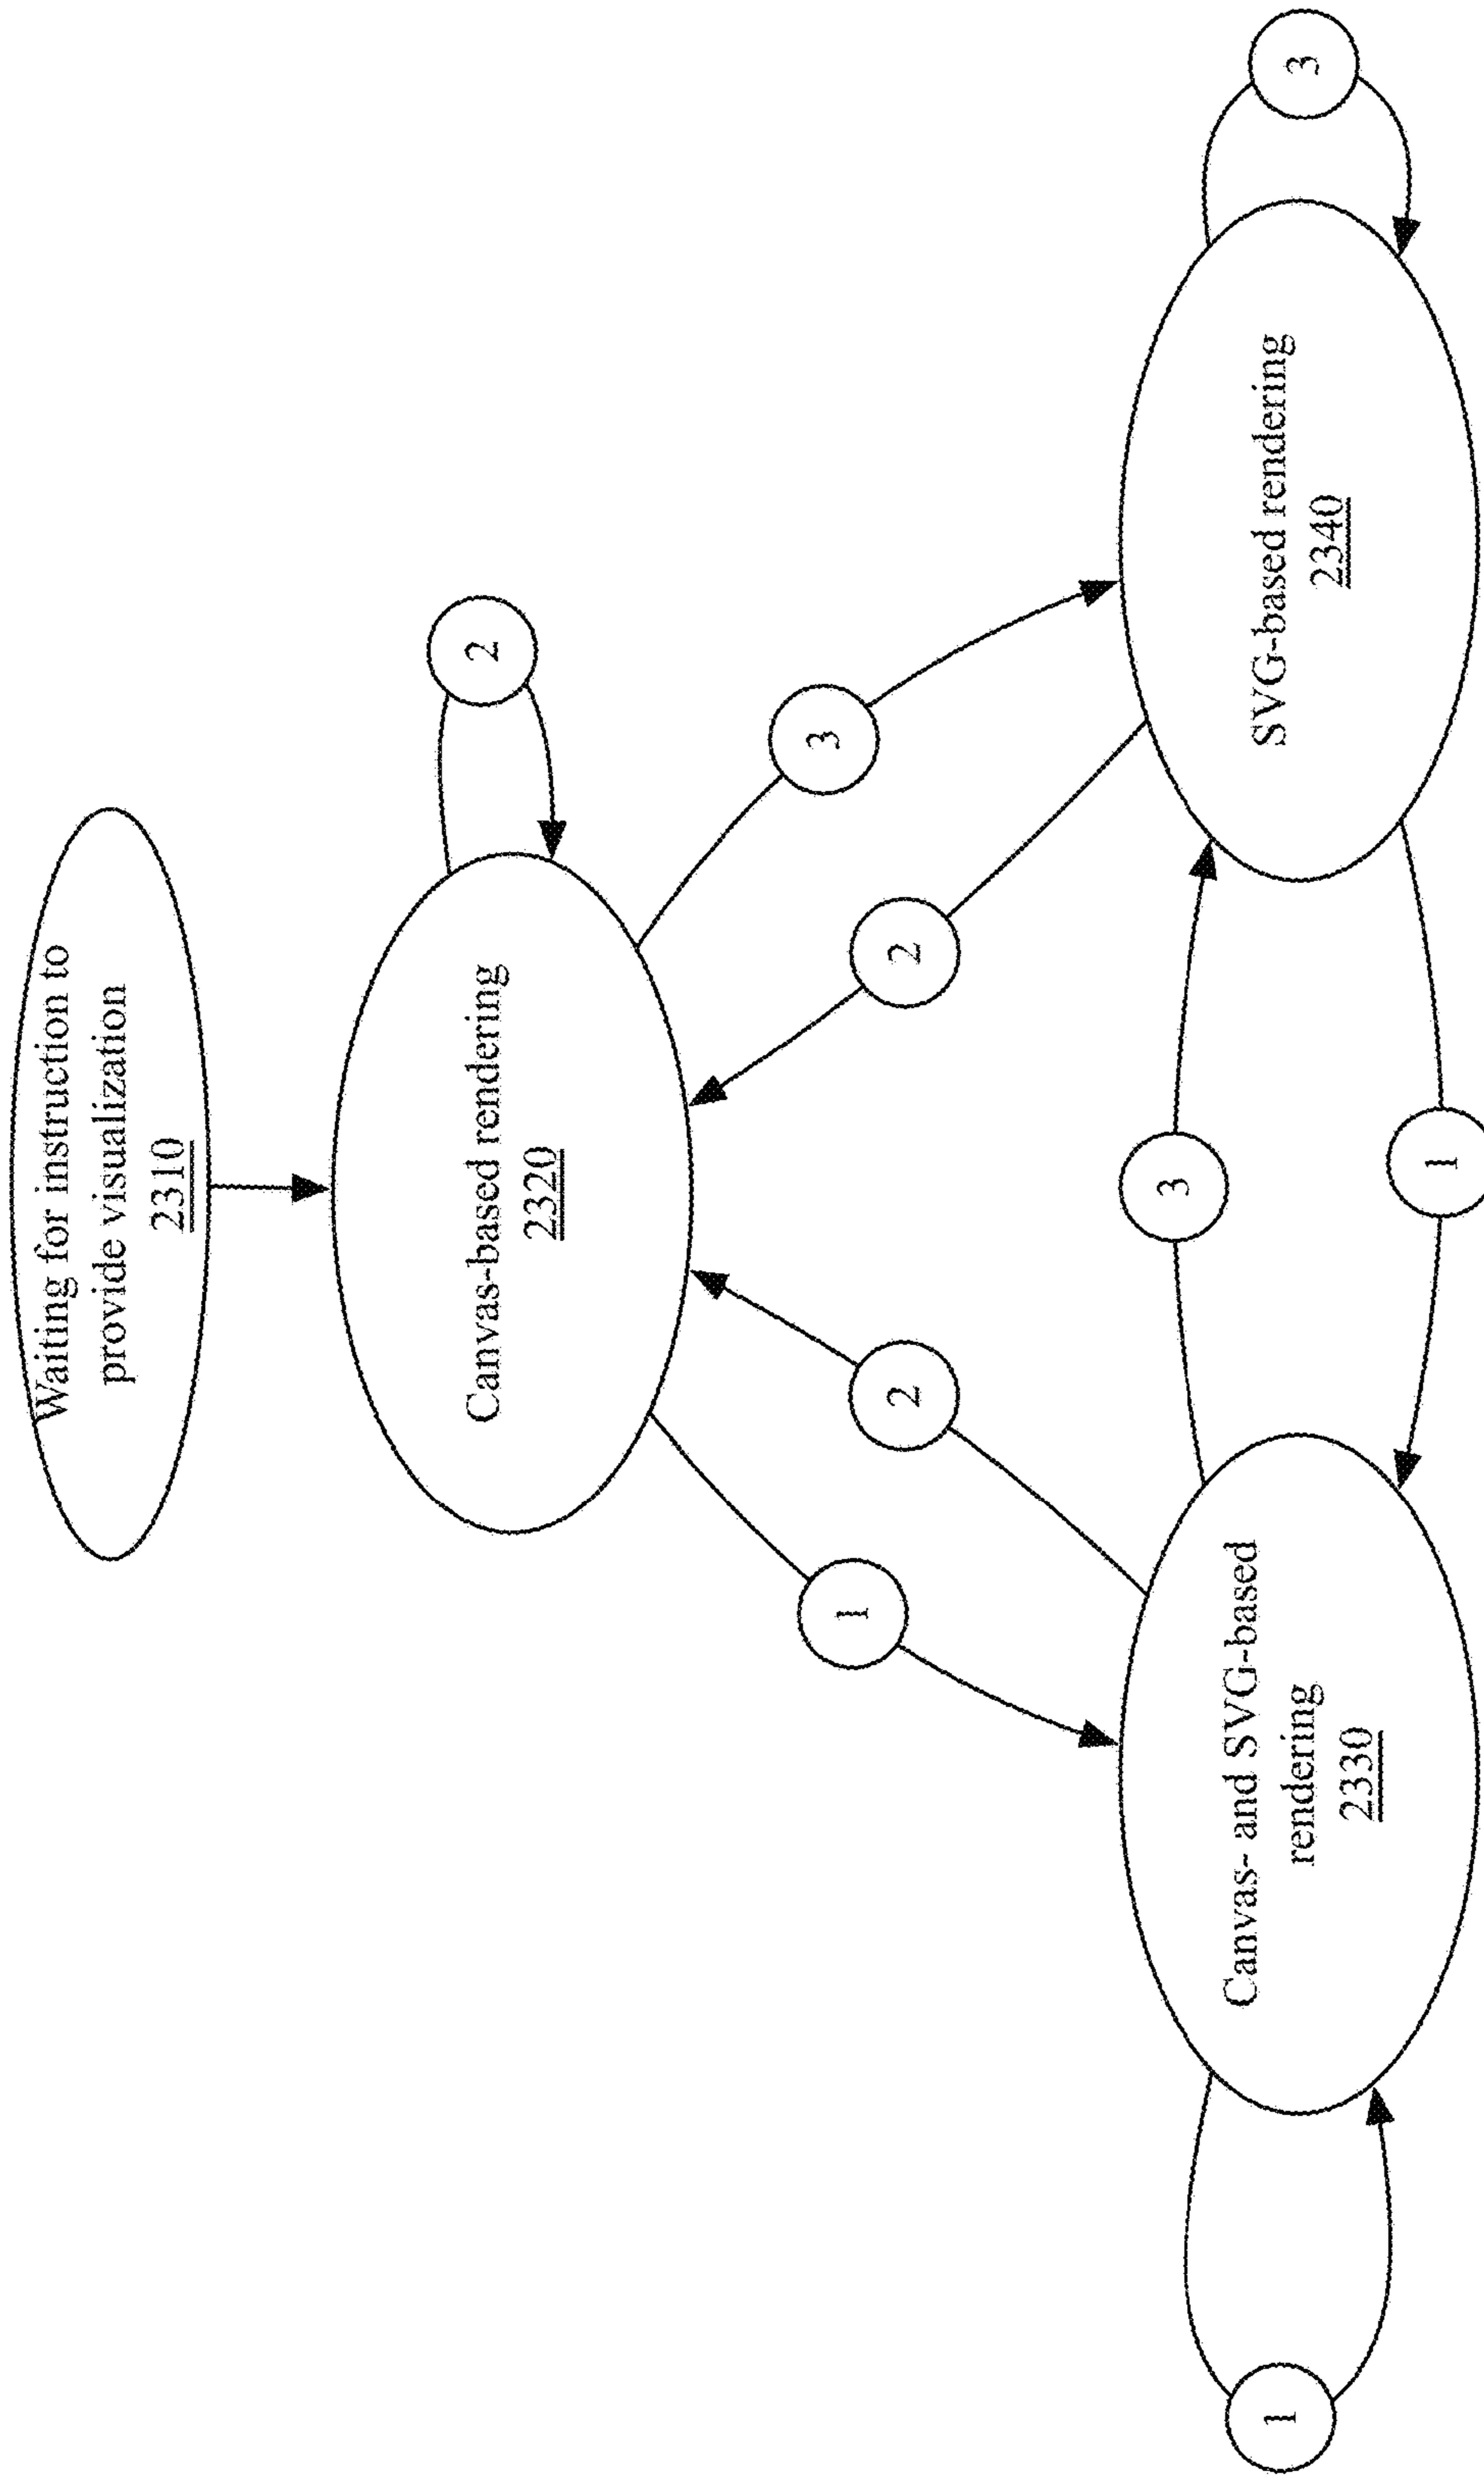 Waiting for instruction to
provide visualization
2310
Canvas-based rendering
2320
2
1
2
2
3
Canvas- and SVG-based
rendering
2330
1
3
1
SVG-based rendering
2340
3